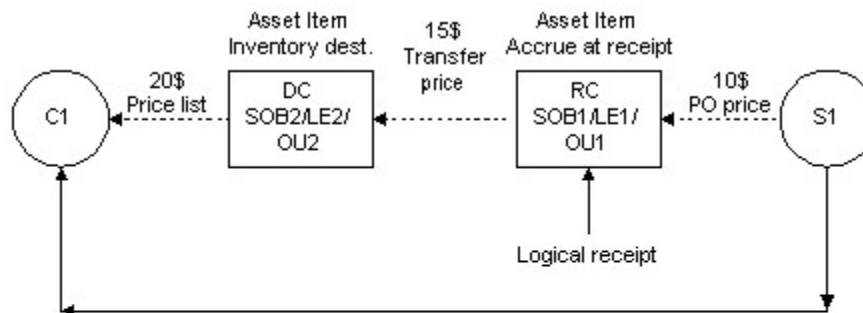 Asset Item
Inventory dest.
15$
Transfer
price
Asset Item
Accrue at receipt
20$
Price list
10$
PO price
C1
DC
SOB2/LE2/
OU2
RC
SOB1/LE1/
OU1
S1
Logical receipt